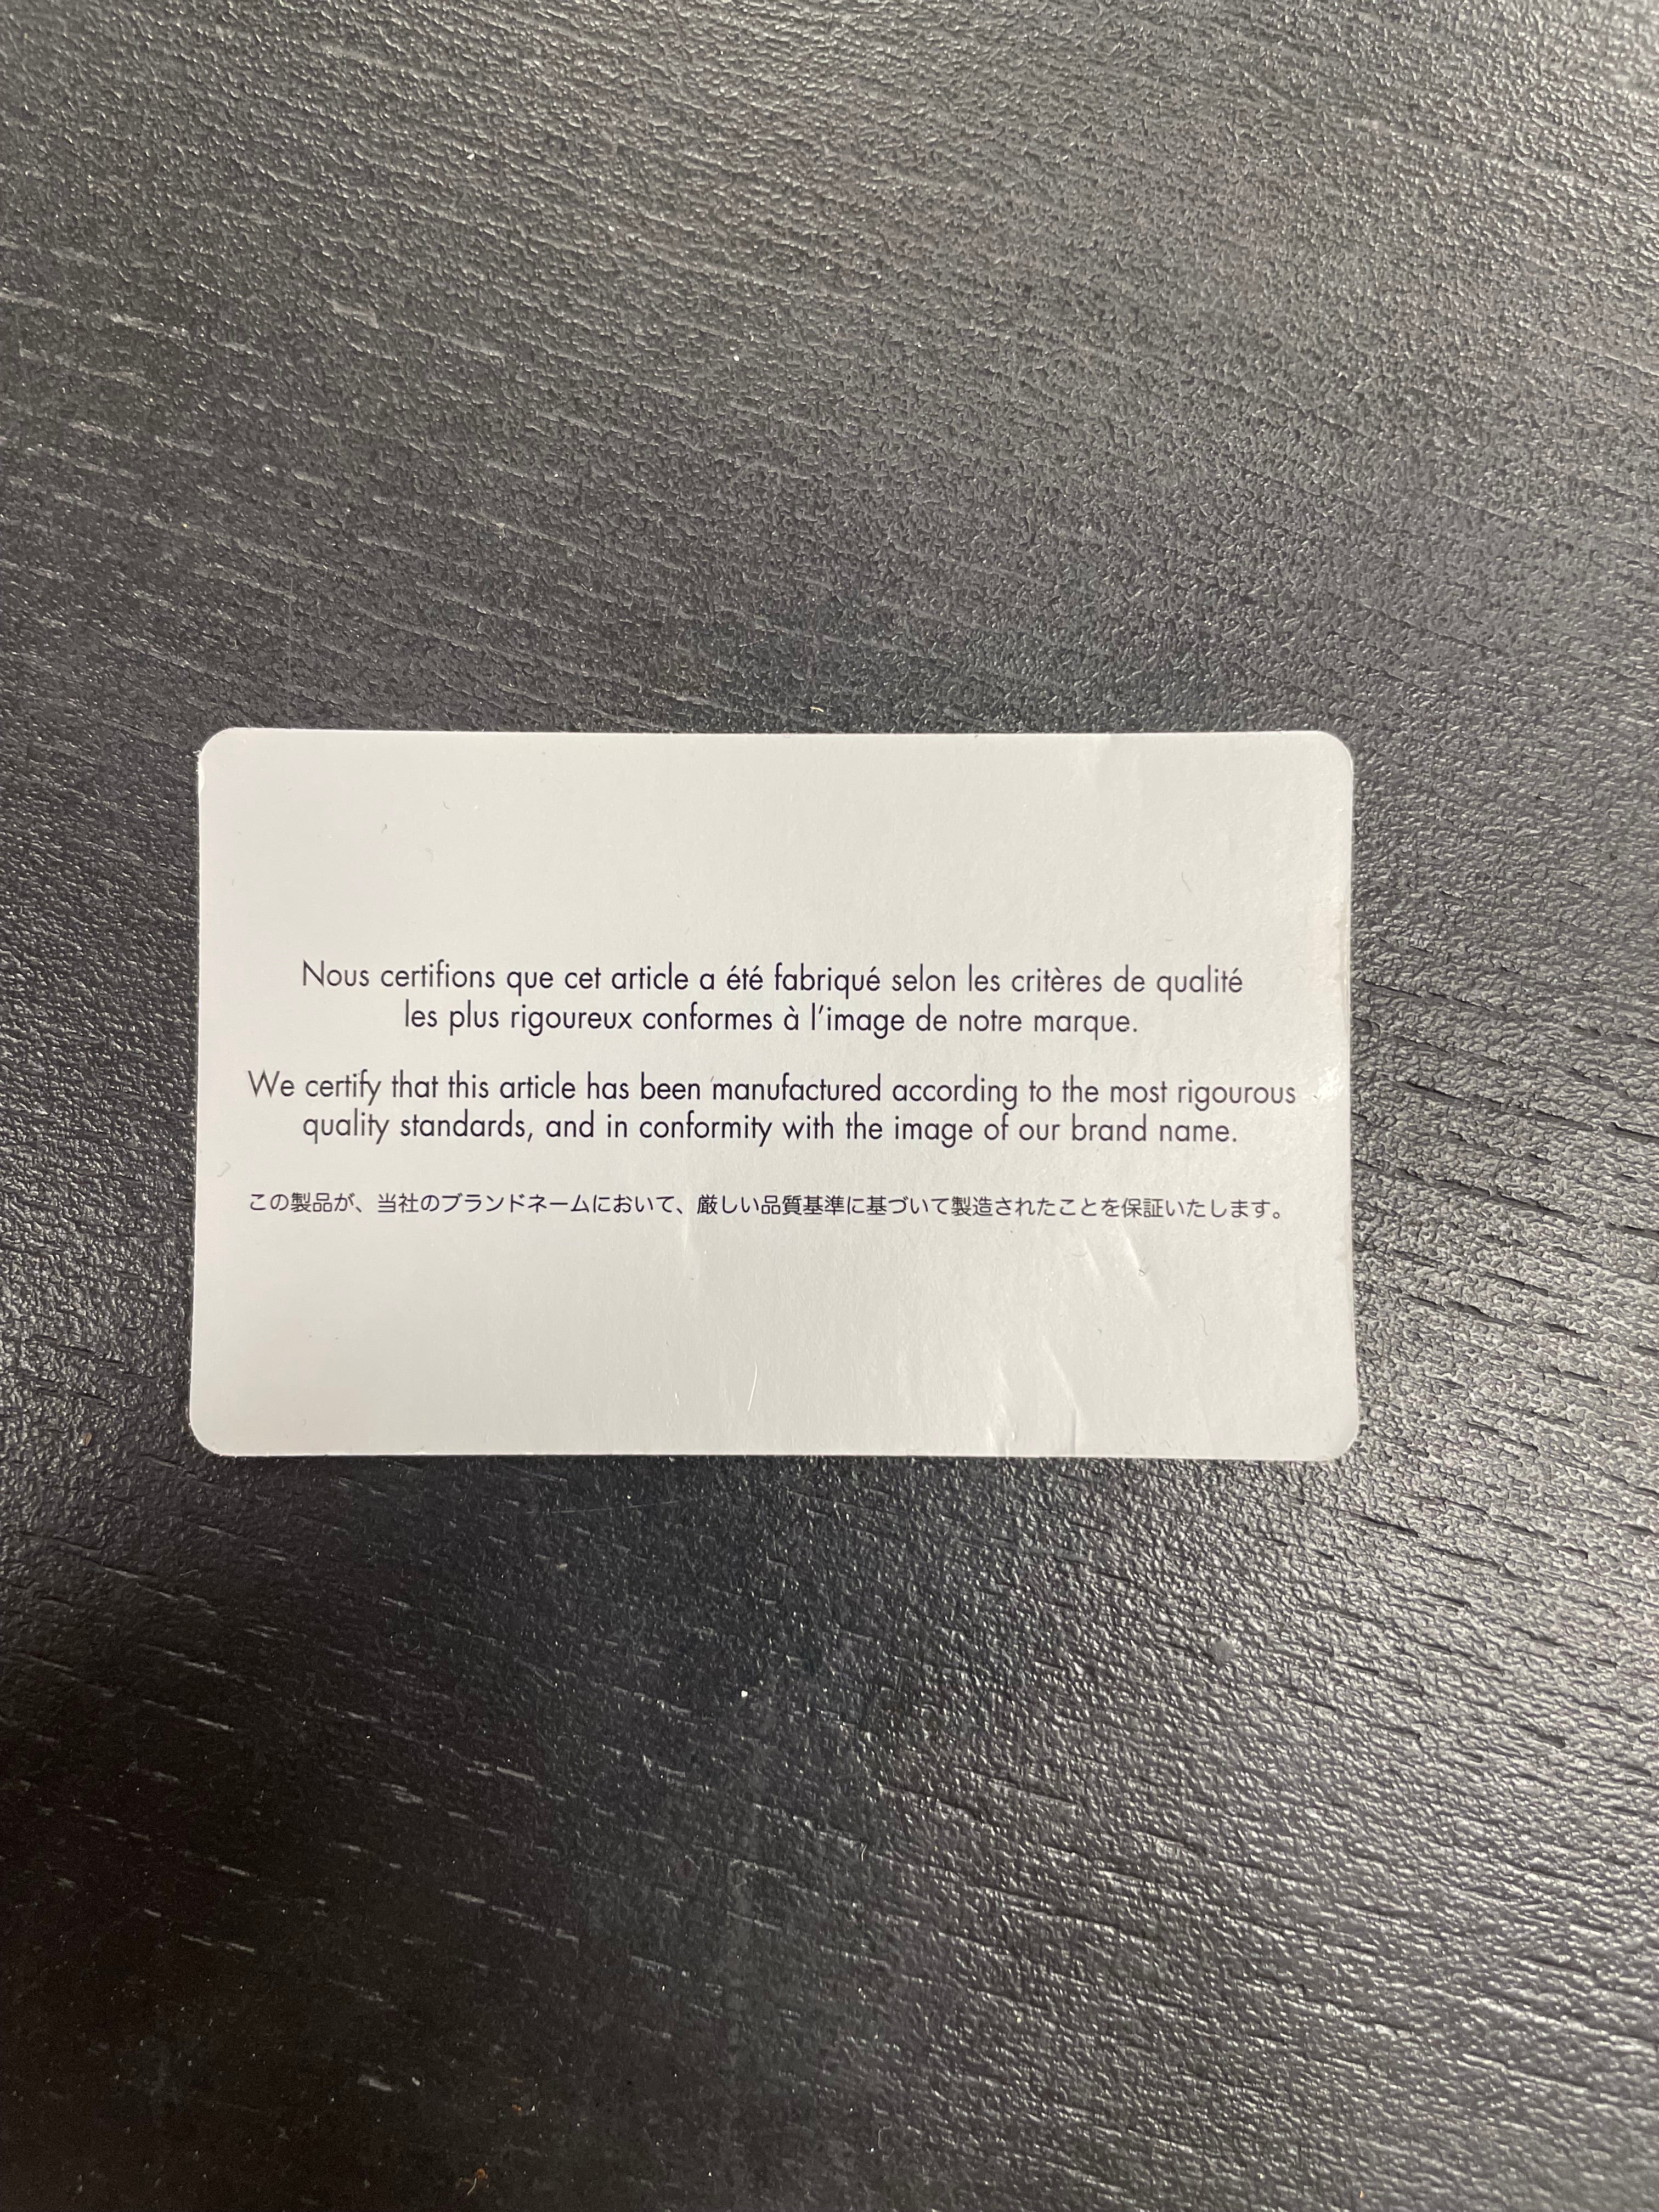 Nous certifions que cet article a été fabriqué selon les critères de qualité
les plus rigoureux conformes à l'image de notre marque.
We certify that this article has been manufactured according to the most rigourous
quality standards, and in conformity with the image of our brand name.
この製品が、当社のブランドネームにおいて、厳しい品質基準に基づいて製造されたことを保証いたします。